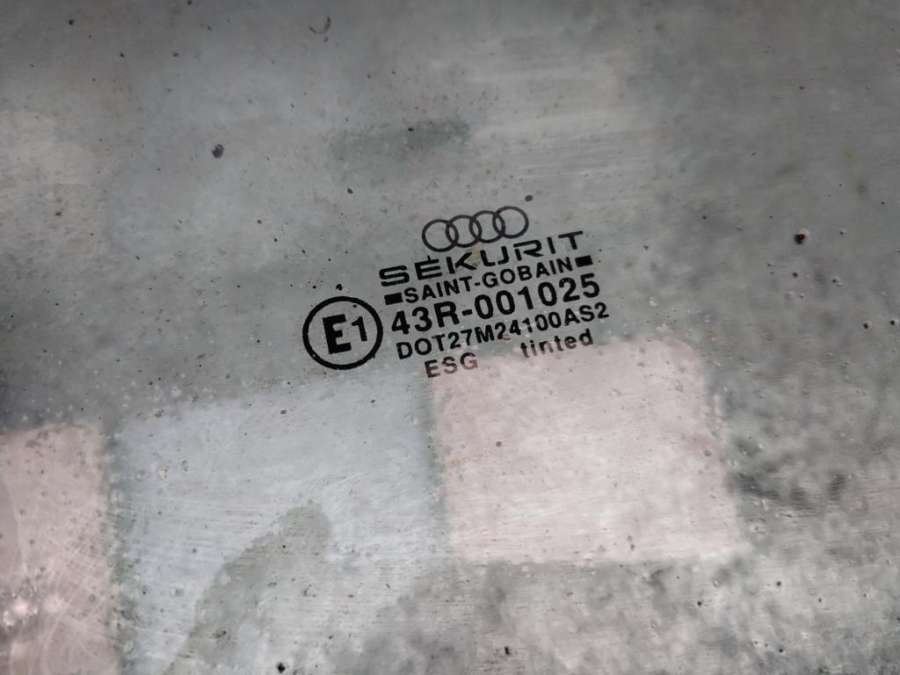 SEKURIT
SAINT-GOBAIN
E1 43R-001025
DOT27M24100AS2
ESG tinted